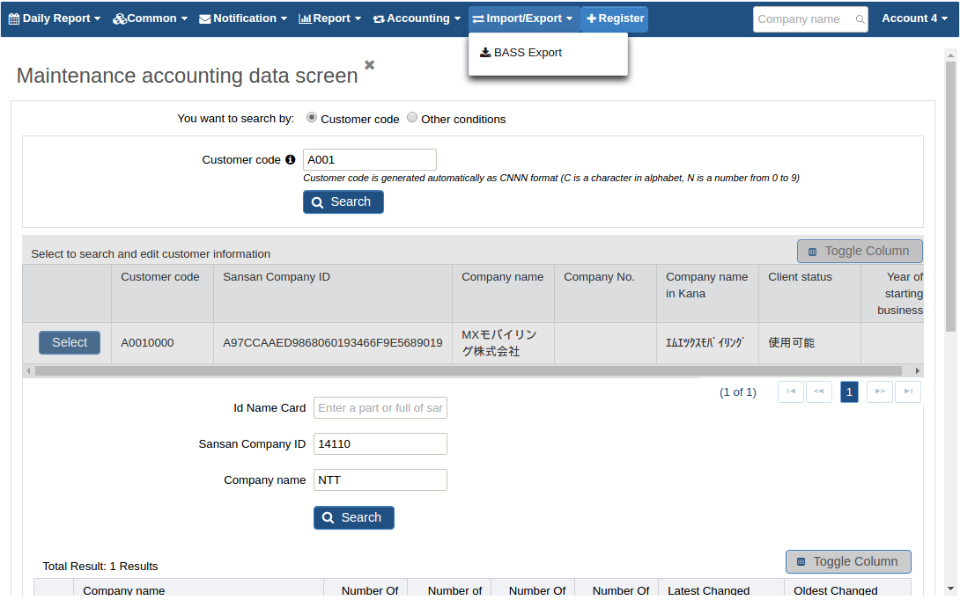 Daily Report Common Notification Report Accounting Import/Export Register Company name Account 4
BASS Export
Maintenance accounting data screen
You want to search by: Customer code Other conditions
Customer code A001
Customer code is generated automatically as CNNN format (C is a character in alphabet, N is a number from 0 to 9)
Search
Select to search and edit customer information Toggle Column
Customer code Sansan Company ID Company name Company No. Company name Client status Year of
in Kana starting
business
Select A0010000 A97CCAAED9868060193466F9E5689019 MXモバイリン ｴﾑｴｯｸｽﾓﾊﾞｲﾘﾝｸﾞ 使用可能
グ株式会社
(1 of 1) 1
Id Name Card Enter a part or full of sar
Sansan Company ID 14110
Company name NTT
Search
Total Result: 1 Results Toggle Column
Company name Number Of Number of Number Of Number Of Latest Changed Oldest Changed